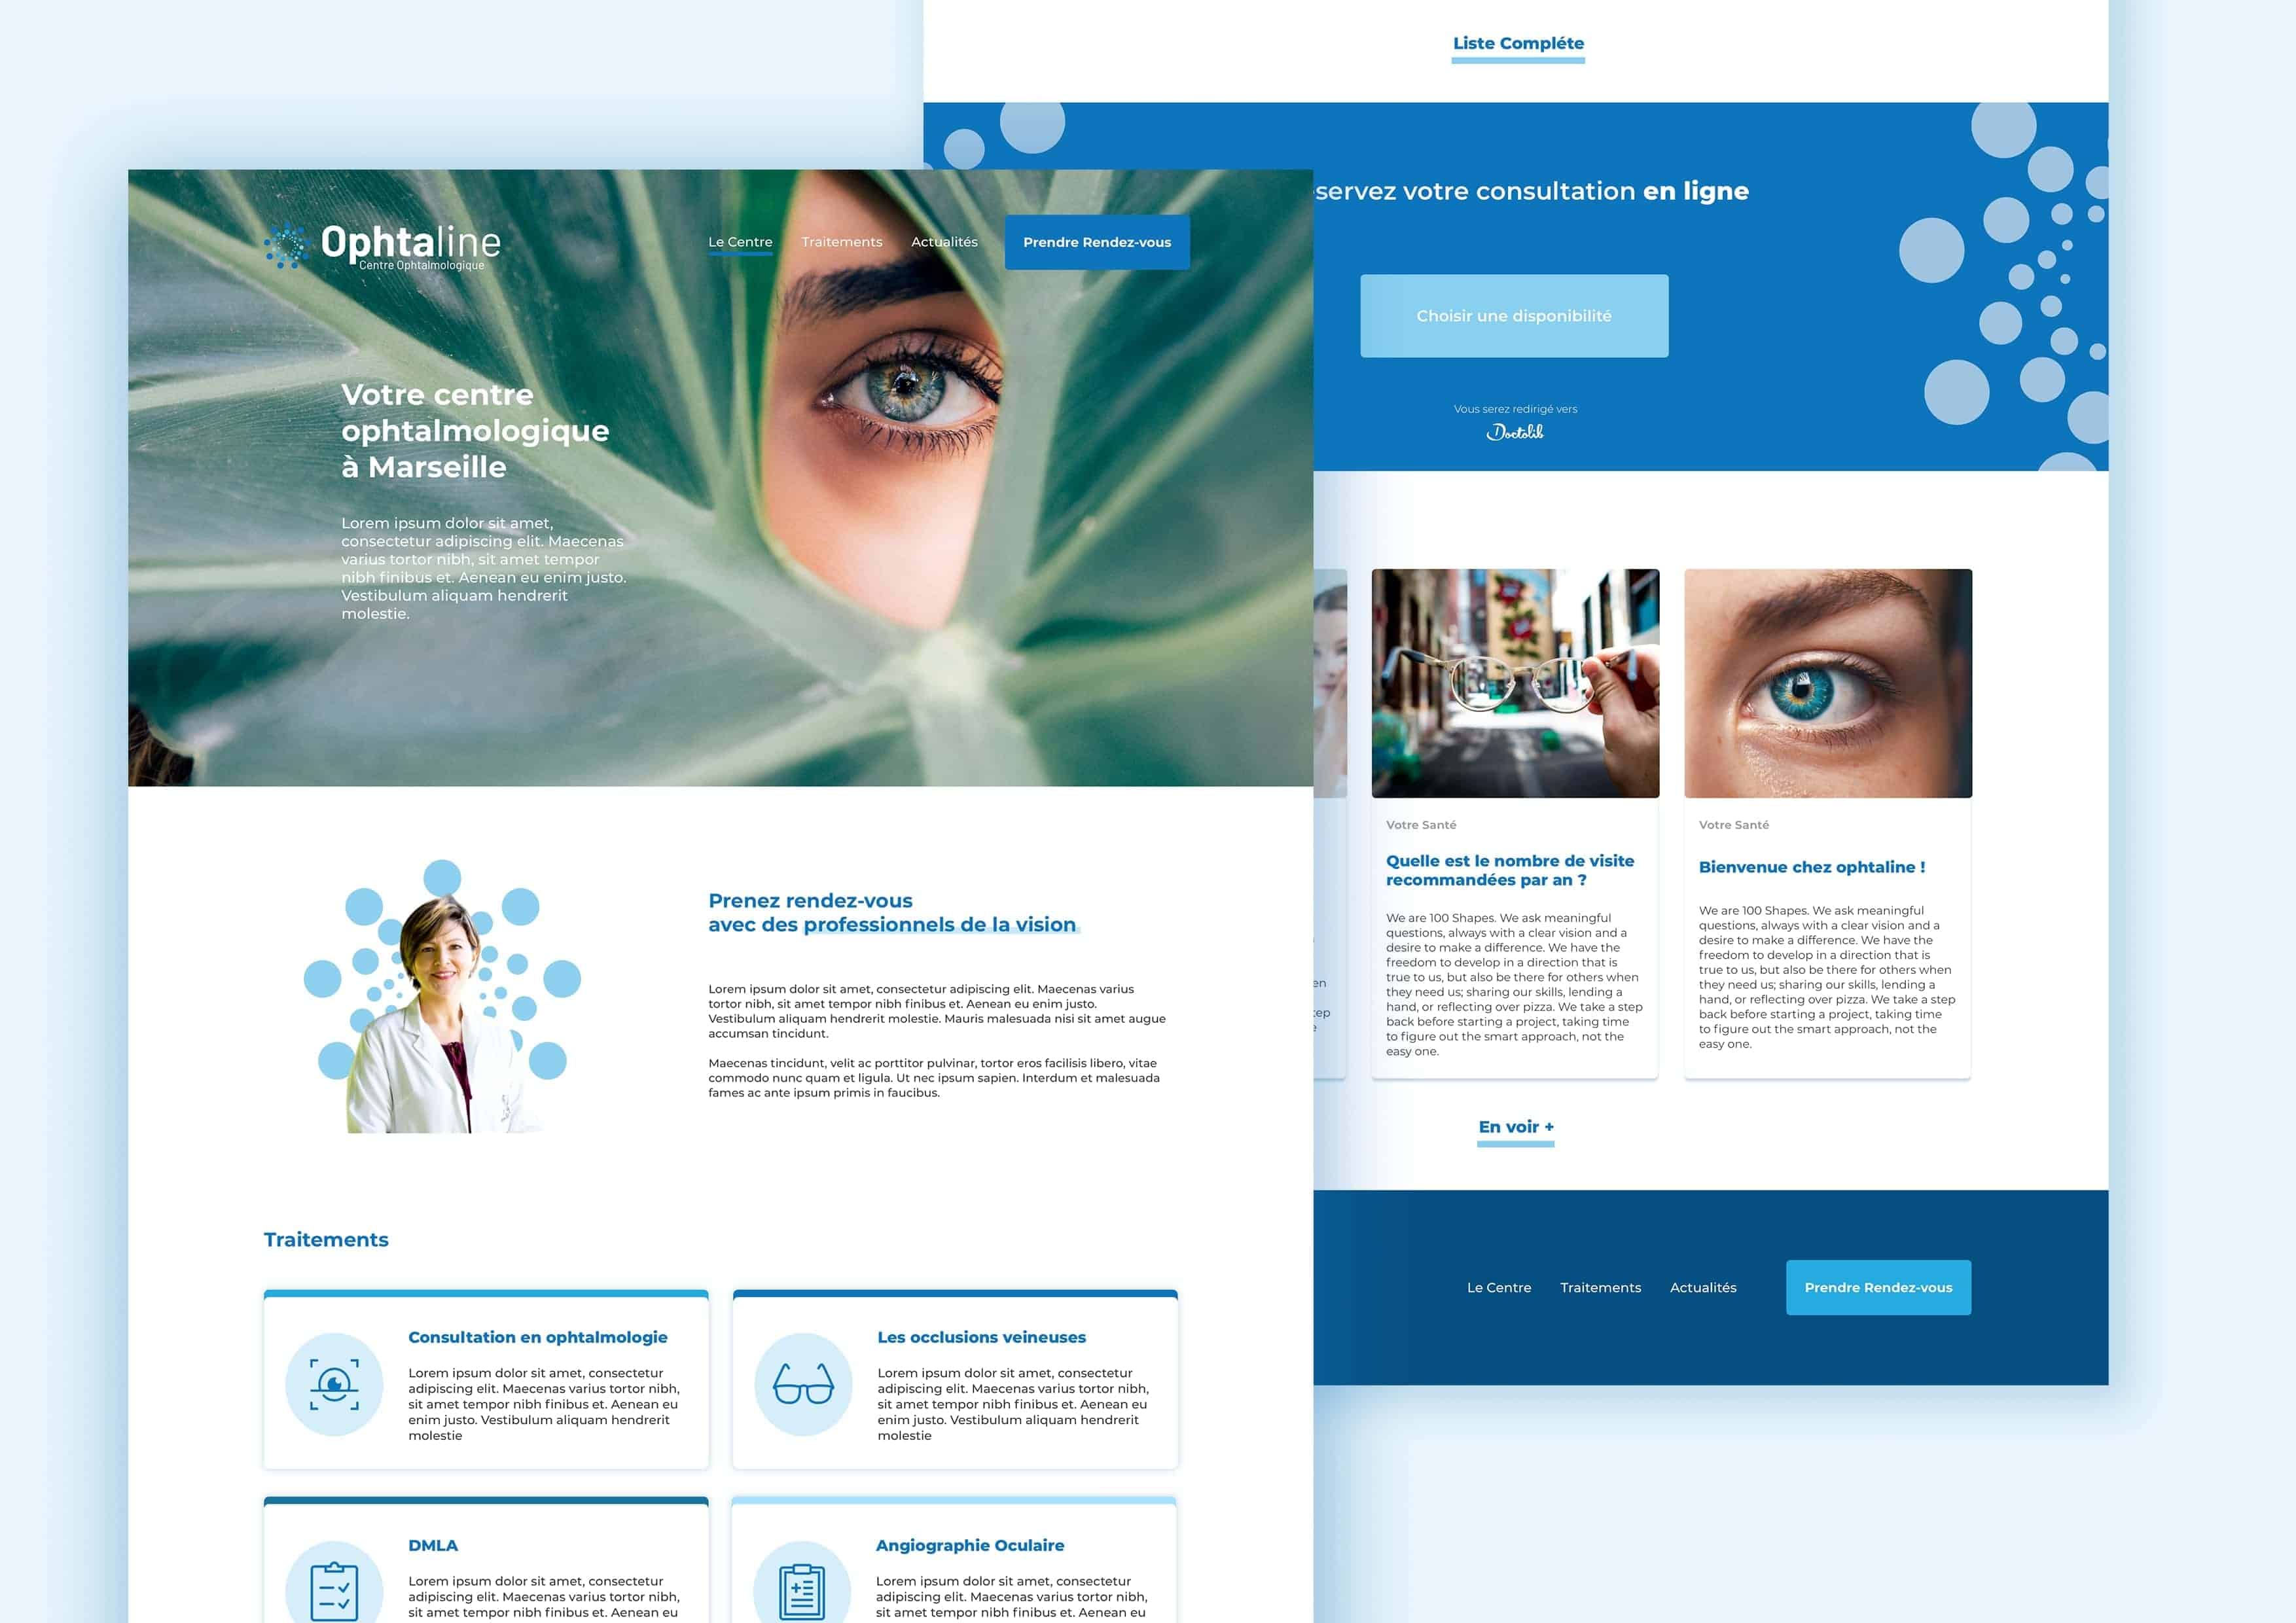 Liste Compléte
servez votre consultation en ligne
Choisir une disponibilité
Vous serez redirigé vers
Doctolib
Ophtaline
Centre Ophtalmologique
Le Centre
Traitements
Actualités
Prendre Rendez-vous
Votre centre
ophtalmologique
à Marseille
Lorem ipsum dolor sit amet,
consectetur adipiscing elit. Maecenas
varius tortor nibh, sit amet tempor
nibh finibus et. Aenean eu enim justo.
Vestibulum aliquam hendrerit
molestie.
Prenez rendez-vous
avec des professionnels de la vision
Lorem ipsum dolor sit amet, consectetur adipiscing elit. Maecenas varius
tortor nibh, sit amet tempor nibh finibus et. Aenean eu enim justo.
Vestibulum aliquam hendrerit molestie. Mauris malesuada nisi sit amet augue
accumsan tincidunt.
Maecenas tincidunt, velit ac porttitor pulvinar, tortor eros facilisis libero, vitae
commodo nunc quam et ligula. Ut nec ipsum sapien. Interdum et malesuada
fames ac ante ipsum primis in faucibus.
Traitements
Consultation en ophtalmologie
Lorem ipsum dolor sit amet, consectetur
adipiscing elit. Maecenas varius tortor nibh,
sit amet tempor nibh finibus et. Aenean eu
enim justo. Vestibulum aliquam hendrerit
molestie
Les occlusions veineuses
Lorem ipsum dolor sit amet, consectetur
adipiscing elit. Maecenas varius tortor nibh,
sit amet tempor nibh finibus et. Aenean eu
enim justo. Vestibulum aliquam hendrerit
molestie
DMLA
Lorem ipsum dolor sit amet, consectetur
adipiscing elit. Maecenas varius tortor nibh,
sit amet tempor nibh finibus et. Aenean eu
Angiographie Oculaire
Lorem ipsum dolor sit amet, consectetur
adipiscing elit. Maecenas varius tortor nibh,
sit amet tempor nibh finibus et. Aenean eu
en
tep
Votre Santé
Quelle est le nombre de visite
recommandées par an ?
We are 100 Shapes. We ask meaningful
questions, always with a clear vision and a
desire to make a difference. We have the
freedom to develop in a direction that is
true to us, but also be there for others when
they need us; sharing our skills, lending a
hand, or reflecting over pizza. We take a step
back before starting a project, taking time
to figure out the smart approach, not the
easy one.
Votre Santé
Bienvenue chez ophtaline !
We are 100 Shapes. We ask meaningful
questions, always with a clear vision and a
desire to make a difference. We have the
freedom to develop in a direction that is
true to us, but also be there for others when
they need us; sharing our skills, lending a
hand, or reflecting over pizza. We take a step
back before starting a project, taking time
to figure out the smart approach, not the
easy one.
En voir +
Le Centre
Traitements
Actualités
Prendre Rendez-vous